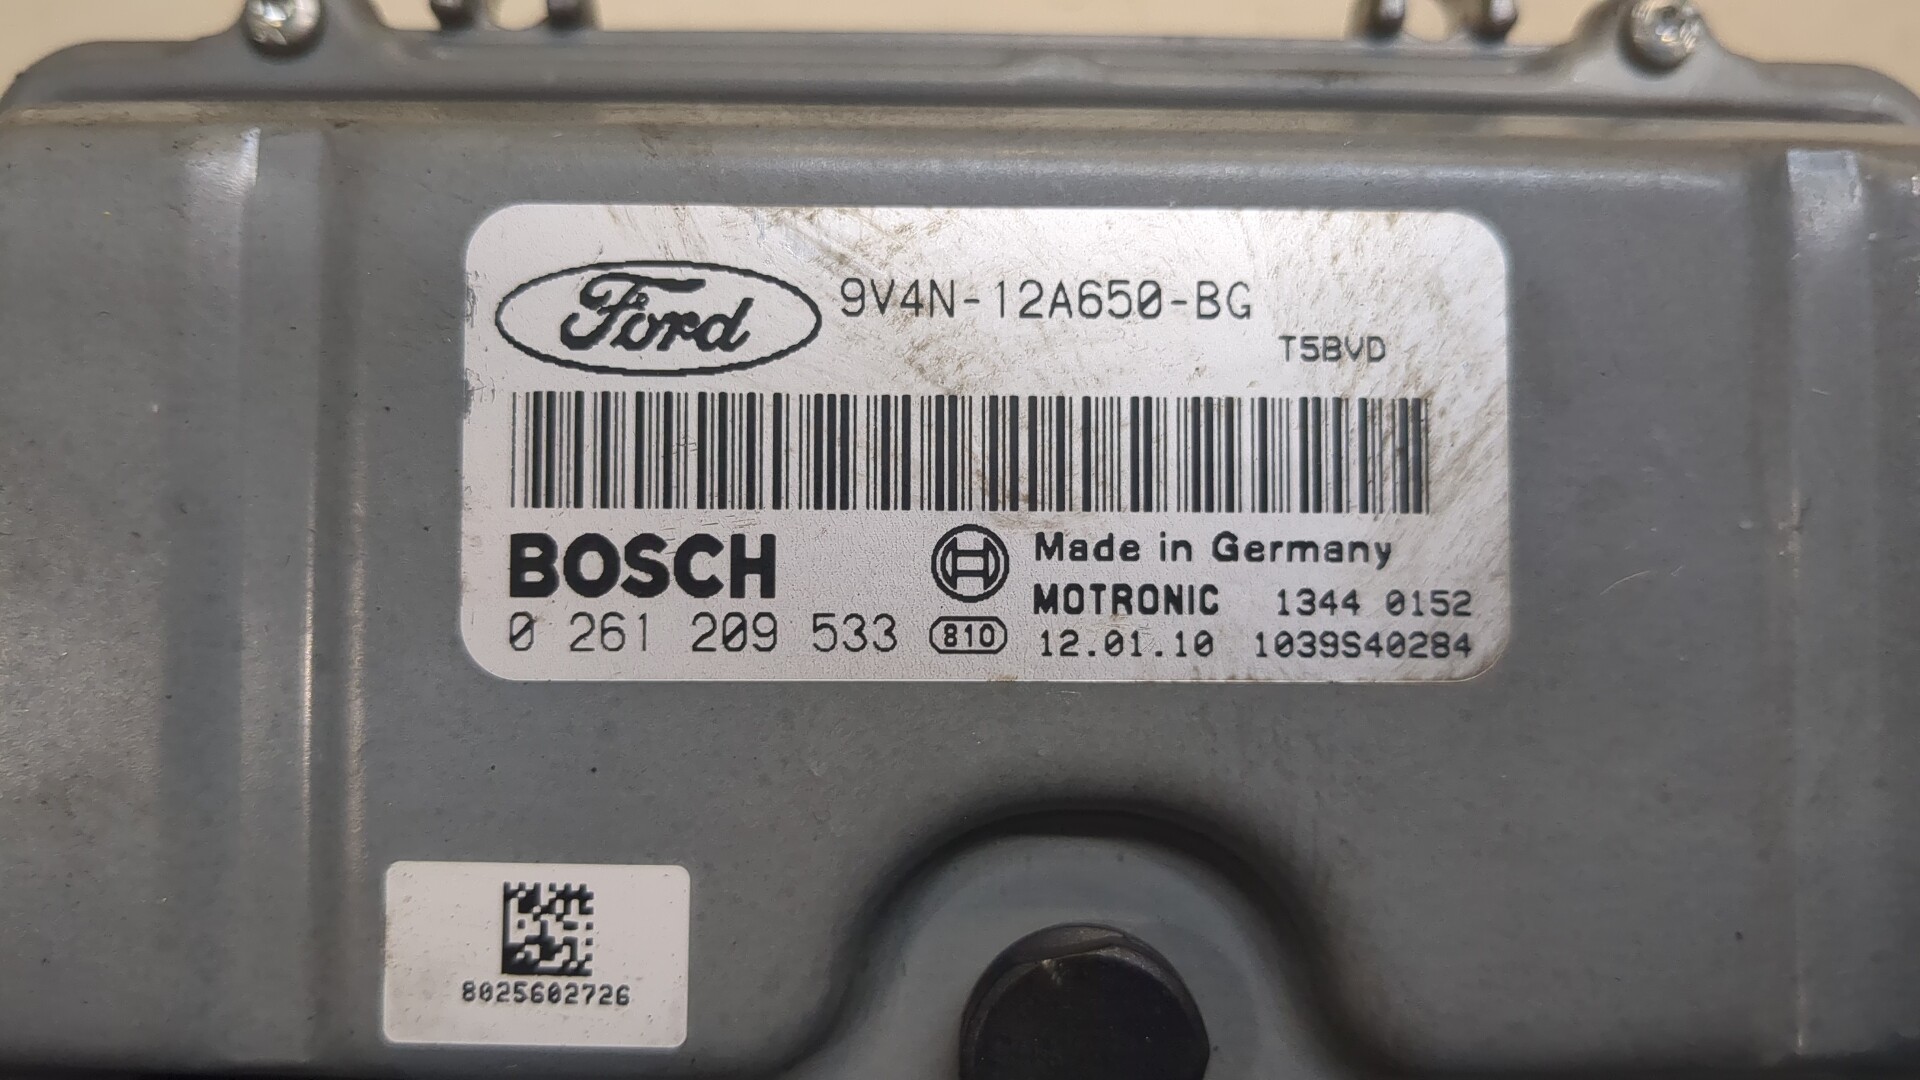 Ford 9V4N-12A650-BG
T5BVD
BOSCH Made in Germany
MOTRONIC 1344 0152
0 261 209 533 810 12.01.10 1039S40284
8025602726